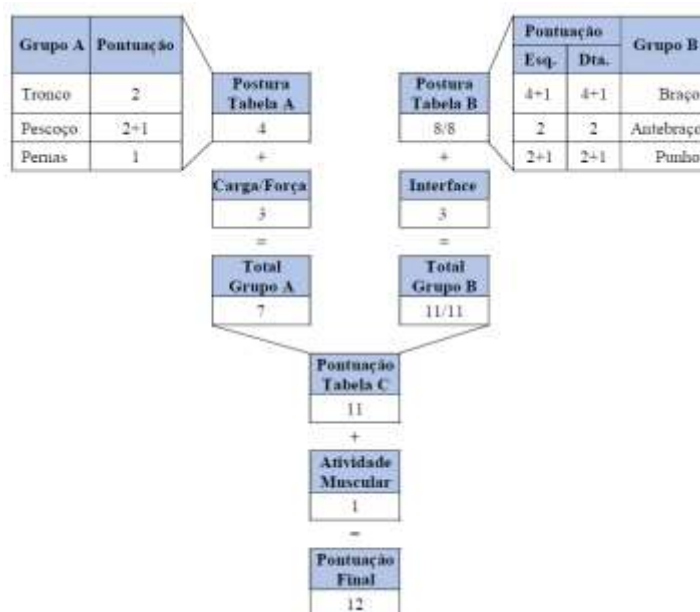 Grupo A Pontuação
Tronco 2
Pescoço 2+1
Pernas 1
Pontuação Grupo B
Esq. Dta.
4+1 4+1 Braço
2 2 Antebraço
2+1 2+1 Punho
Postura
Tabela A
4
+
Carga/Força
3
=
Total
Grupo A
7
Postura
Tabela B
8/8
+
Interface
3
=
Total
Grupo B
11/11
Pontuação
Tabela C
11
+
Atividade
Muscular
1
=
Pontuação
Final
12